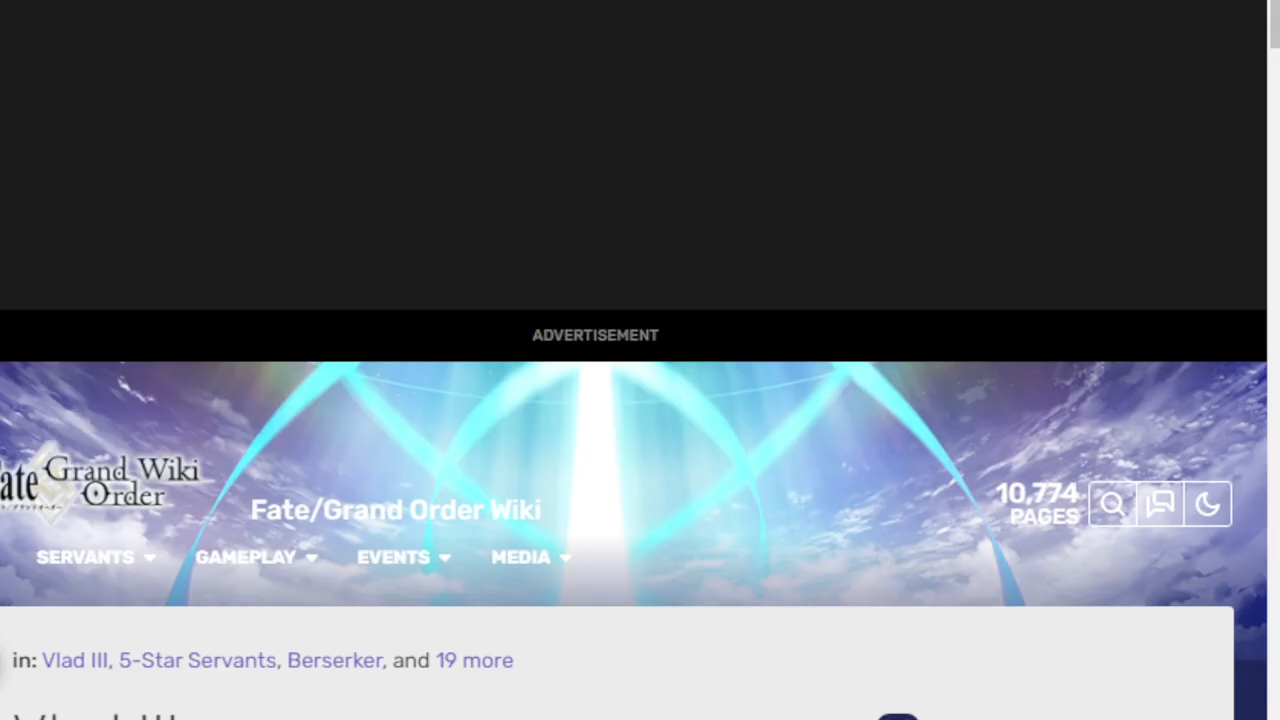 ADVERTISEMENT
Grand Wiki
Order
Fate/Grand Order Wiki
10,774
PAGES
SERVANTS
GAMEPLAY
EVENTS
MEDIA
in: Vlad III, 5-Star Servants, Berserker, and 19 more